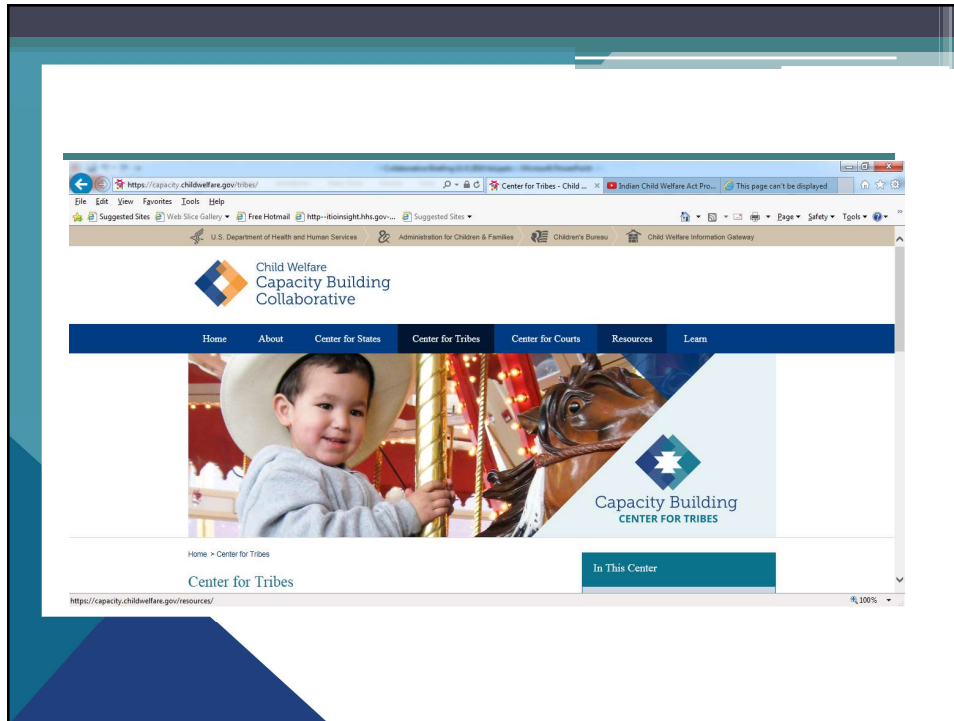 https://capacity.childwelfare.gov/tribes/
Center for Tribes - Child ...
Indian Child Welfare Act Pro...
This page can't be displayed
File Edit View Favorites Tools Help
Suggested Sites Web Slice Gallery Free Hotmail http--itioinsight.hhs.gov-... Suggested Sites Page Safety Tools
U.S. Department of Health and Human Services Administration for Children & Families Children's Bureau Child Welfare Information Gateway
Child Welfare
Capacity Building
Collaborative
Home About Center for States Center for Tribes Center for Courts Resources Learn
Capacity Building
CENTER FOR TRIBES
Home > Center for Tribes
In This Center
Center for Tribes
https://capacity.childwelfare.gov/resources/
100%